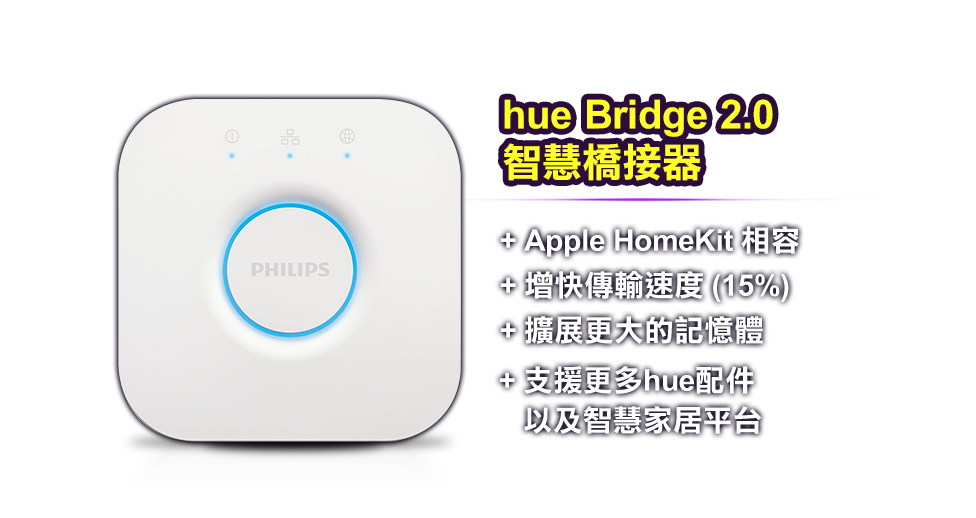 PHILIPS
hue Bridge 2.0
智慧橋接器
+ Apple HomeKit 相容
+ 增快傳輸速度 (15%)
+ 擴展更大的記憶體
+ 支援更多hue配件
以及智慧家居平台